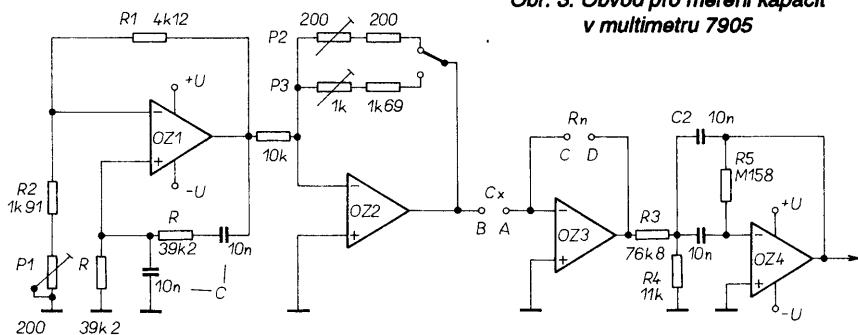 Obr. 3. Obvod pro měření kapacit
v multimetru 7905
R1 4k12
P2 200 200
P3 1k 1k69
+U
OZ1
-U
10k
R2
1k91
P1
200
R
39k2
R
39k2
10n
10n
C
OZ2
Cx
B A
Rn
C D
OZ3
R3
76k8
R4
11k
C2 10n
R5
M158
10n
+U
OZ4
-U